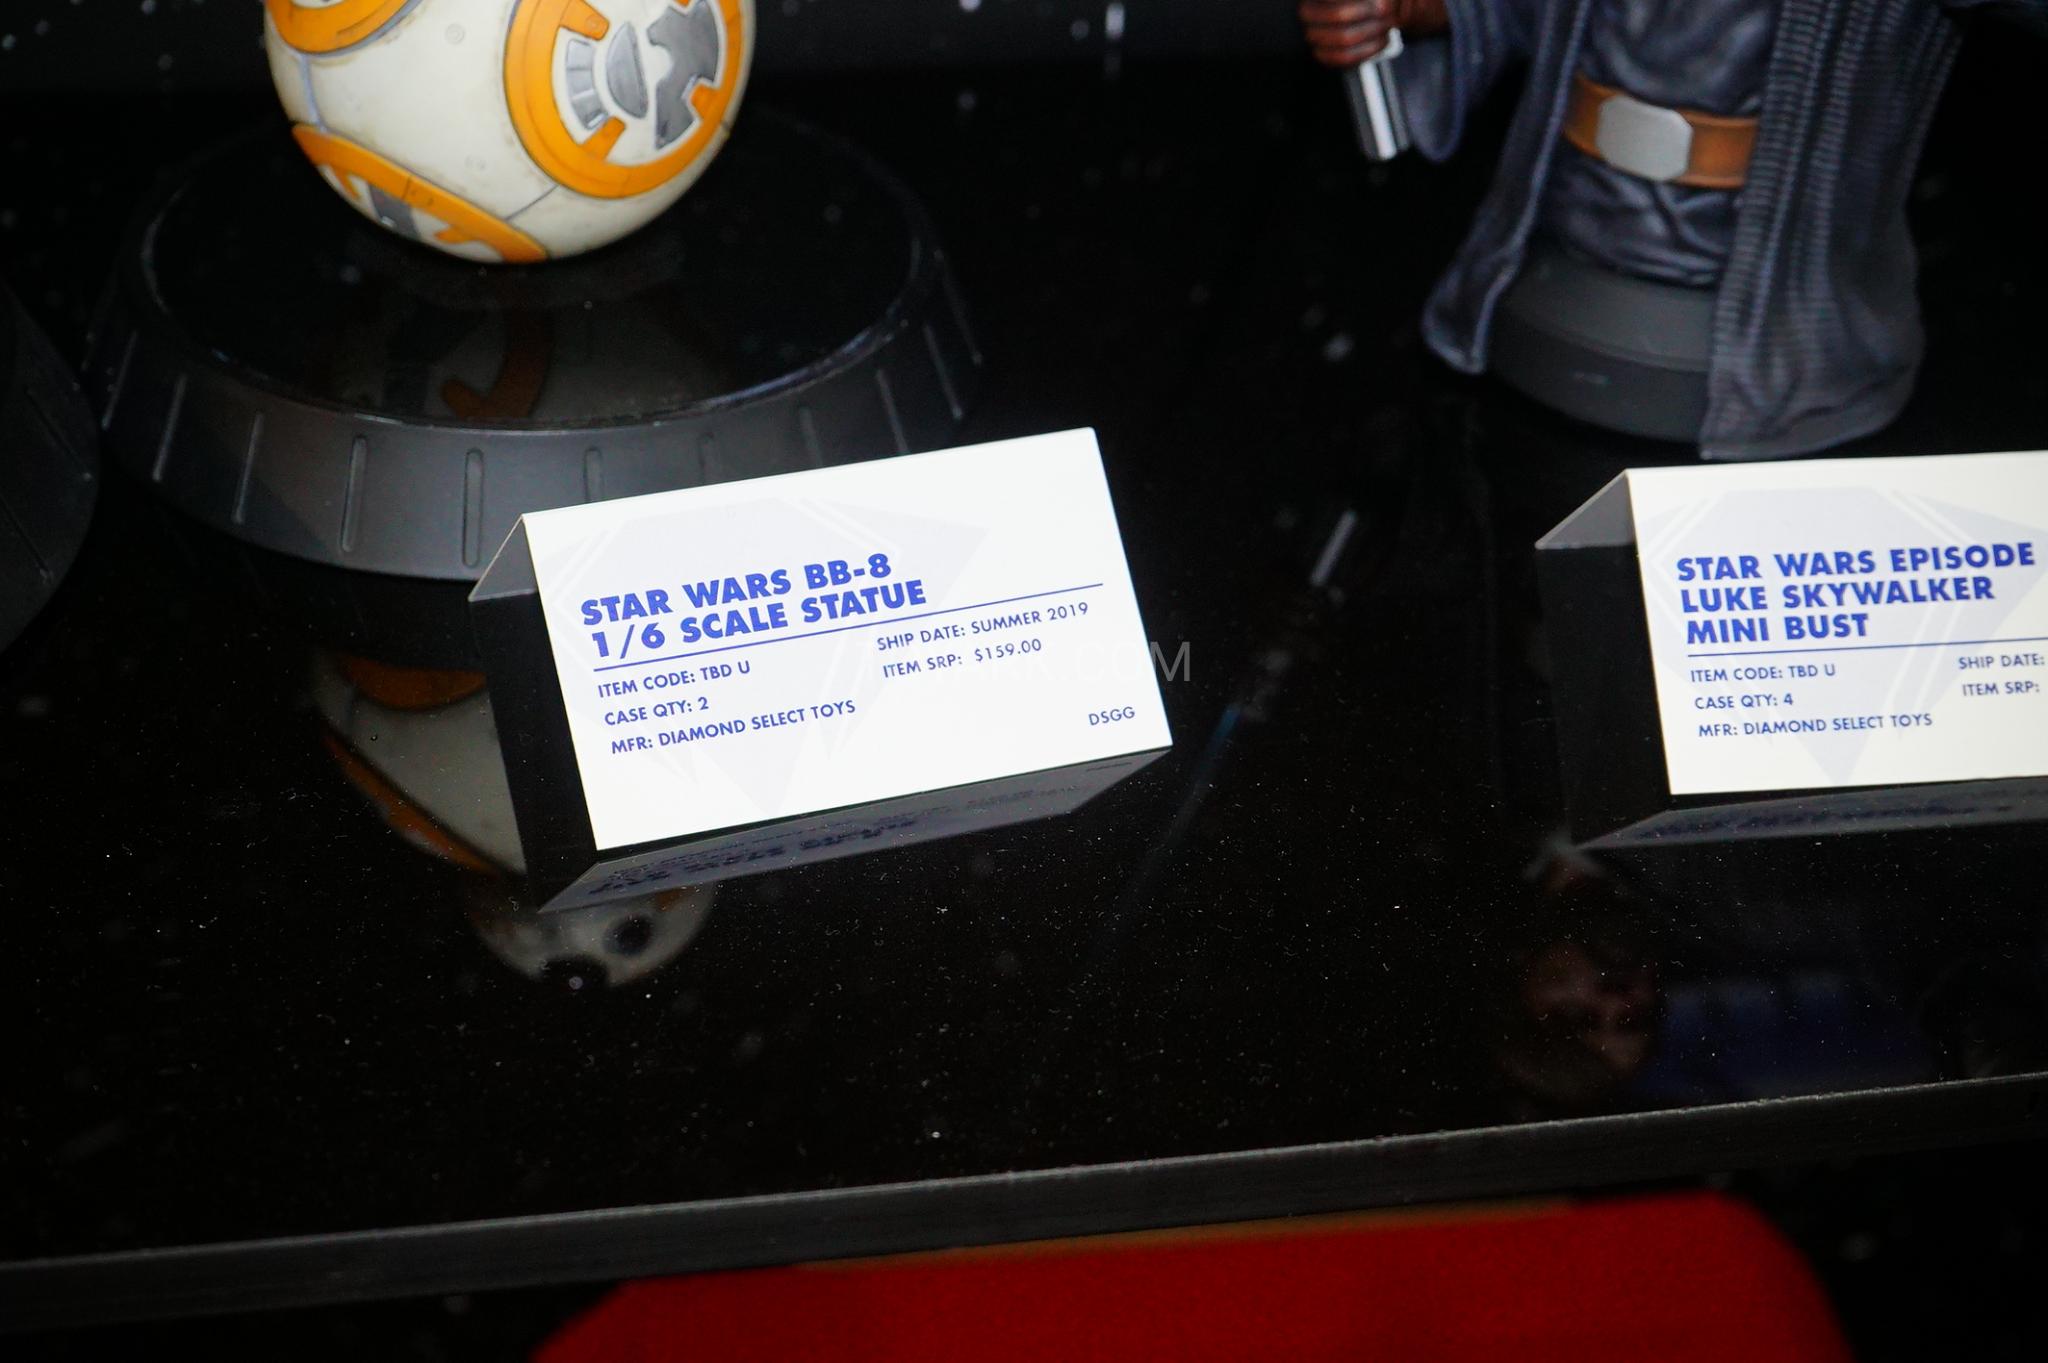 STAR WARS BB-8
1/6 SCALE STATUE
ITEM CODE: TBD U
CASE QTY: 2
MFR: DIAMOND SELECT TOYS
SHIP DATE: SUMMER 2019
ITEM SRP: $159.00
DSGG
STAR WARS EPISODE
LUKE SKYWALKER
MINI BUST
ITEM CODE: TBD U
CASE QTY: 4
MFR: DIAMOND SELECT TOYS
SHIP DATE:
ITEM SRP: